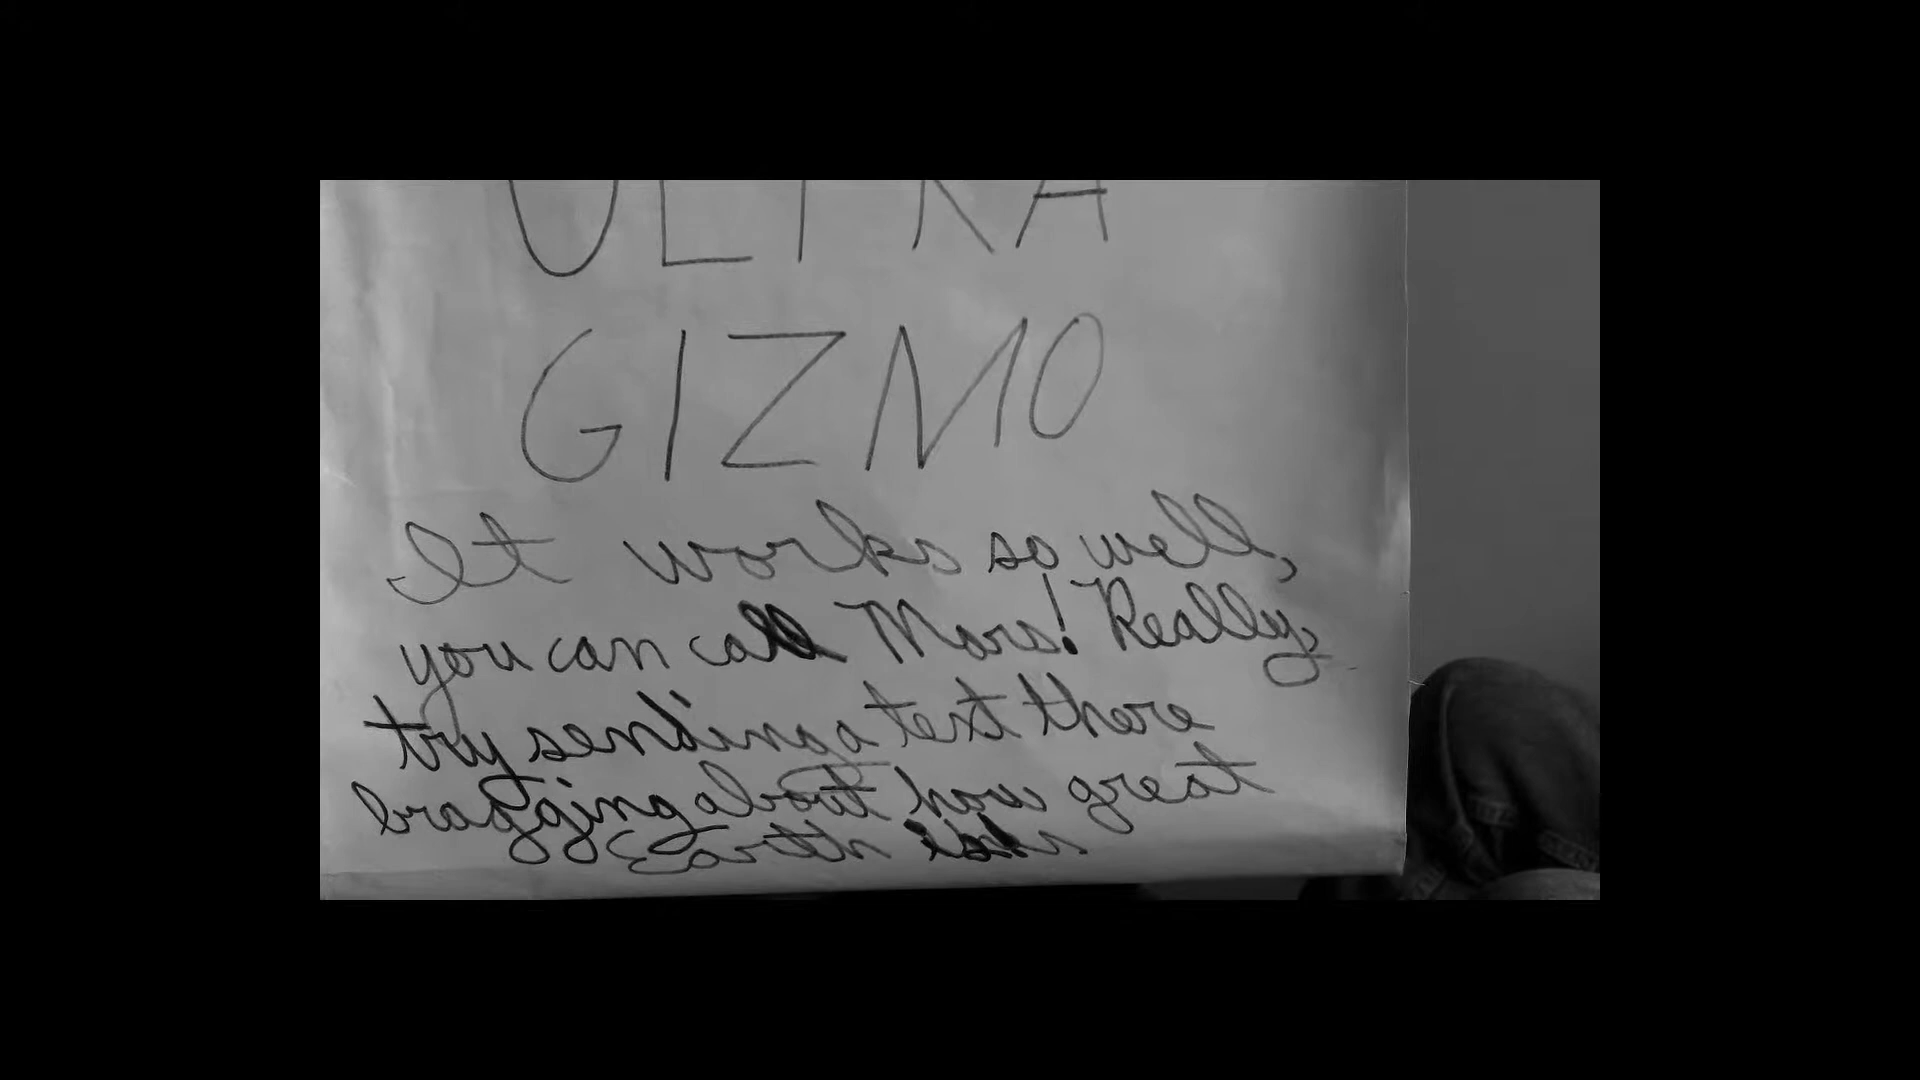 ULTRA
GIZMO
It works so well,
you can call Mars! Really,
try sending a text there
bragging about how great
Earth is